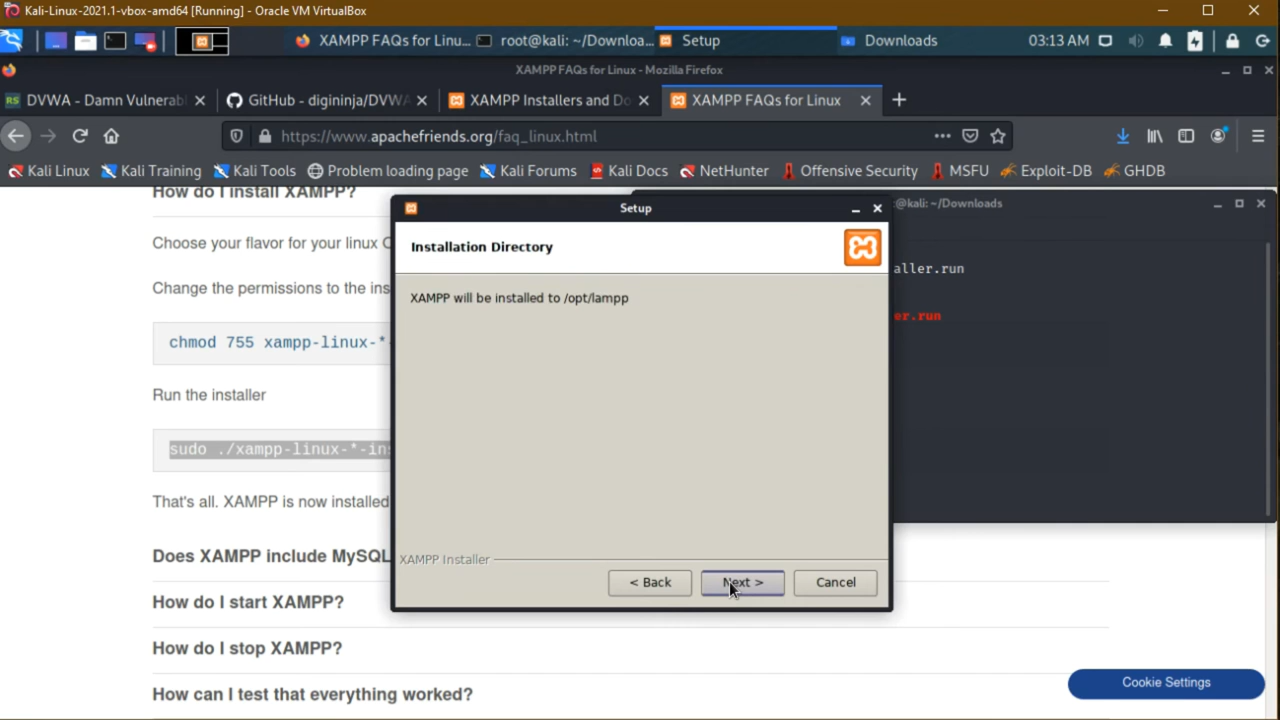 Kali-Linux-2021.1-vbox-amd64 [Running] - Oracle VM VirtualBox
XAMPP FAQs for Linu...
root@kali: ~/Downloa...
Setup
Downloads
03:13 AM
XAMPP FAQs for Linux - Mozilla Firefox
RS DVWA - Damn Vulnerabl
GitHub - digininja/DVWA
XAMPP Installers and Do
XAMPP FAQs for Linux
https://www.apachefriends.org/faq_linux.html
Kali Linux
Kali Training
Kali Tools
Problem loading page
Kali Forums
Kali Docs
NetHunter
Offensive Security
MSFU
Exploit-DB
GHDB
How do I install XAMPP?
Choose your flavor for your linux O
Change the permissions to the ins
chmod 755 xampp-linux-*-
Run the installer
sudo ./xampp-linux-*-ins
That's all. XAMPP is now installed
Does XAMPP include MySQL
How do I start XAMPP?
How do I stop XAMPP?
How can I test that everything worked?
Cookie Settings
@kali: ~/Downloads
aller.run
er.run
Setup
Installation Directory
XAMPP will be installed to /opt/lampp
XAMPP Installer
< Back
Next >
Cancel